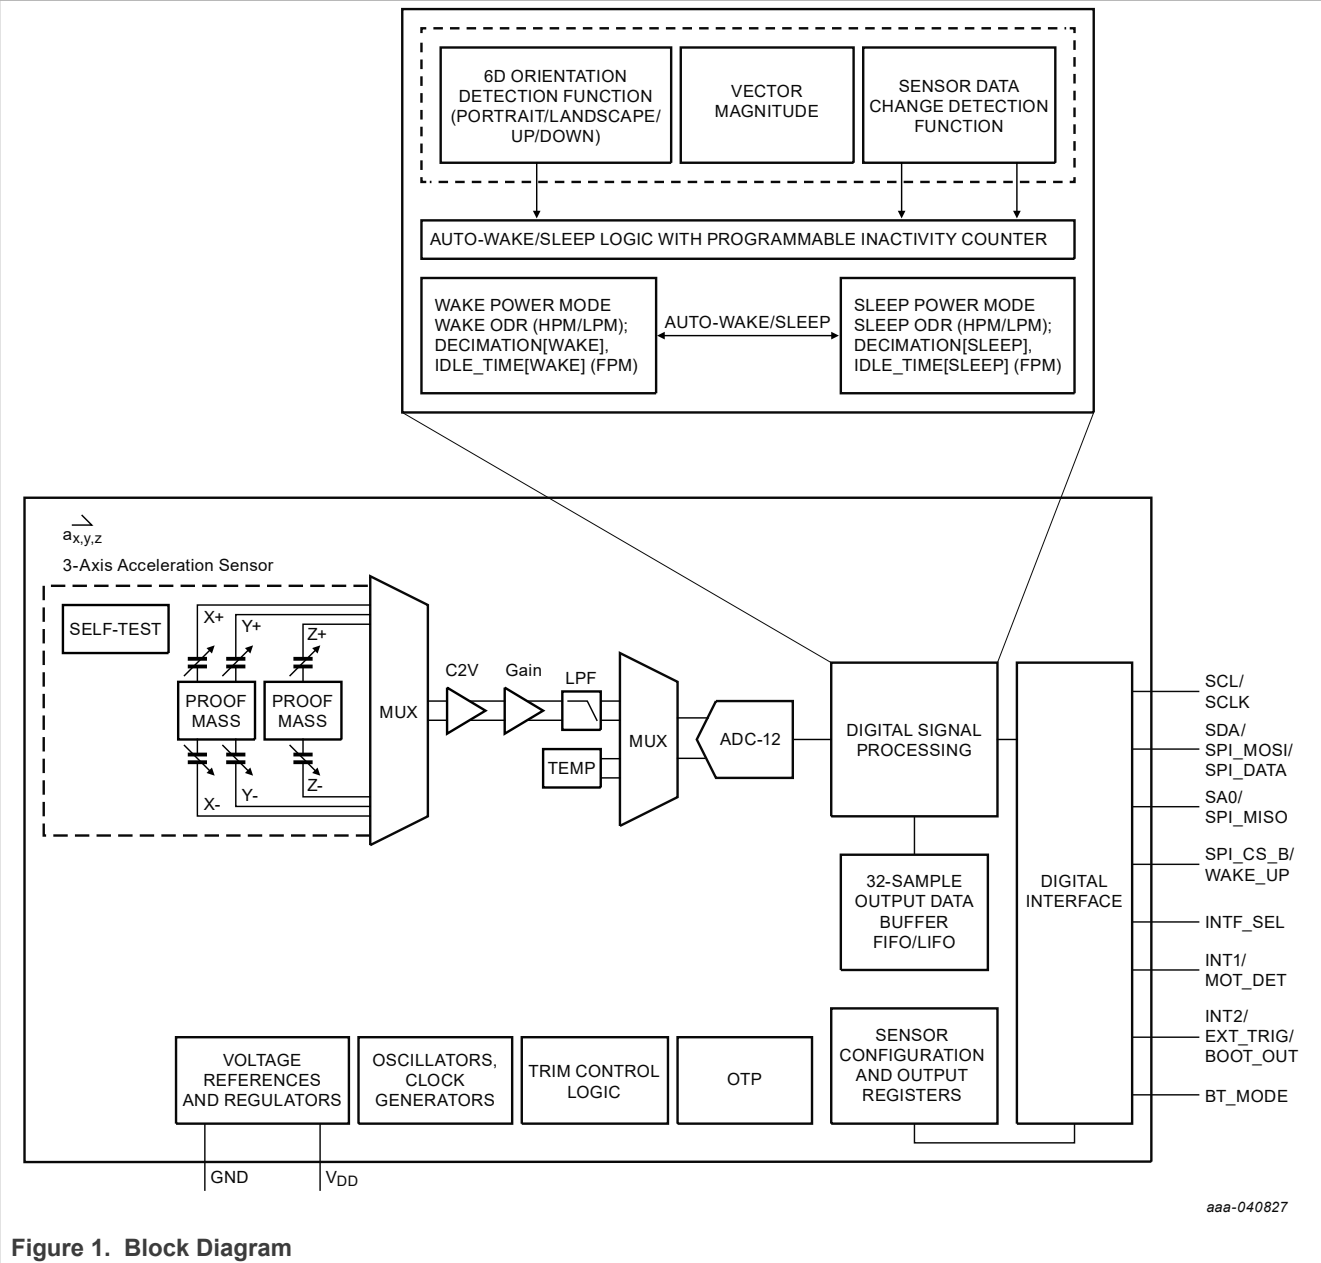 6D ORIENTATION
DETECTION FUNCTION
(PORTRAIT/LANDSCAPE/
UP/DOWN)
VECTOR
MAGNITUDE
SENSOR DATA
CHANGE DETECTION
FUNCTION
AUTO-WAKE/SLEEP LOGIC WITH PROGRAMMABLE INACTIVITY COUNTER
WAKE POWER MODE
WAKE ODR (HPM/LPM);
DECIMATION[WAKE],
IDLE_TIME[WAKE] (FPM)
AUTO-WAKE/SLEEP
SLEEP POWER MODE
SLEEP ODR (HPM/LPM);
DECIMATION[SLEEP],
IDLE_TIME[SLEEP] (FPM)
ax,y,z
3-Axis Acceleration Sensor
SELF-TEST
X+
Y+
Z+
PROOF
MASS
PROOF
MASS
X-
Y-
Z-
MUX
C2V
Gain
LPF
TEMP
MUX
ADC-12
DIGITAL SIGNAL
PROCESSING
32-SAMPLE
OUTPUT DATA
BUFFER
FIFO/LIFO
DIGITAL
INTERFACE
SCL/
SCLK
SDA/
SPI_MOSI/
SPI_DATA
SA0/
SPI_MISO
SPI_CS_B/
WAKE_UP
INTF_SEL
INT1/
MOT_DET
INT2/
EXT_TRIG/
BOOT_OUT
BT_MODE
VOLTAGE
REFERENCES
AND REGULATORS
OSCILLATORS,
CLOCK
GENERATORS
TRIM CONTROL
LOGIC
OTP
SENSOR
CONFIGURATION
AND OUTPUT
REGISTERS
GND
VDD
aaa-040827
Figure 1. Block Diagram